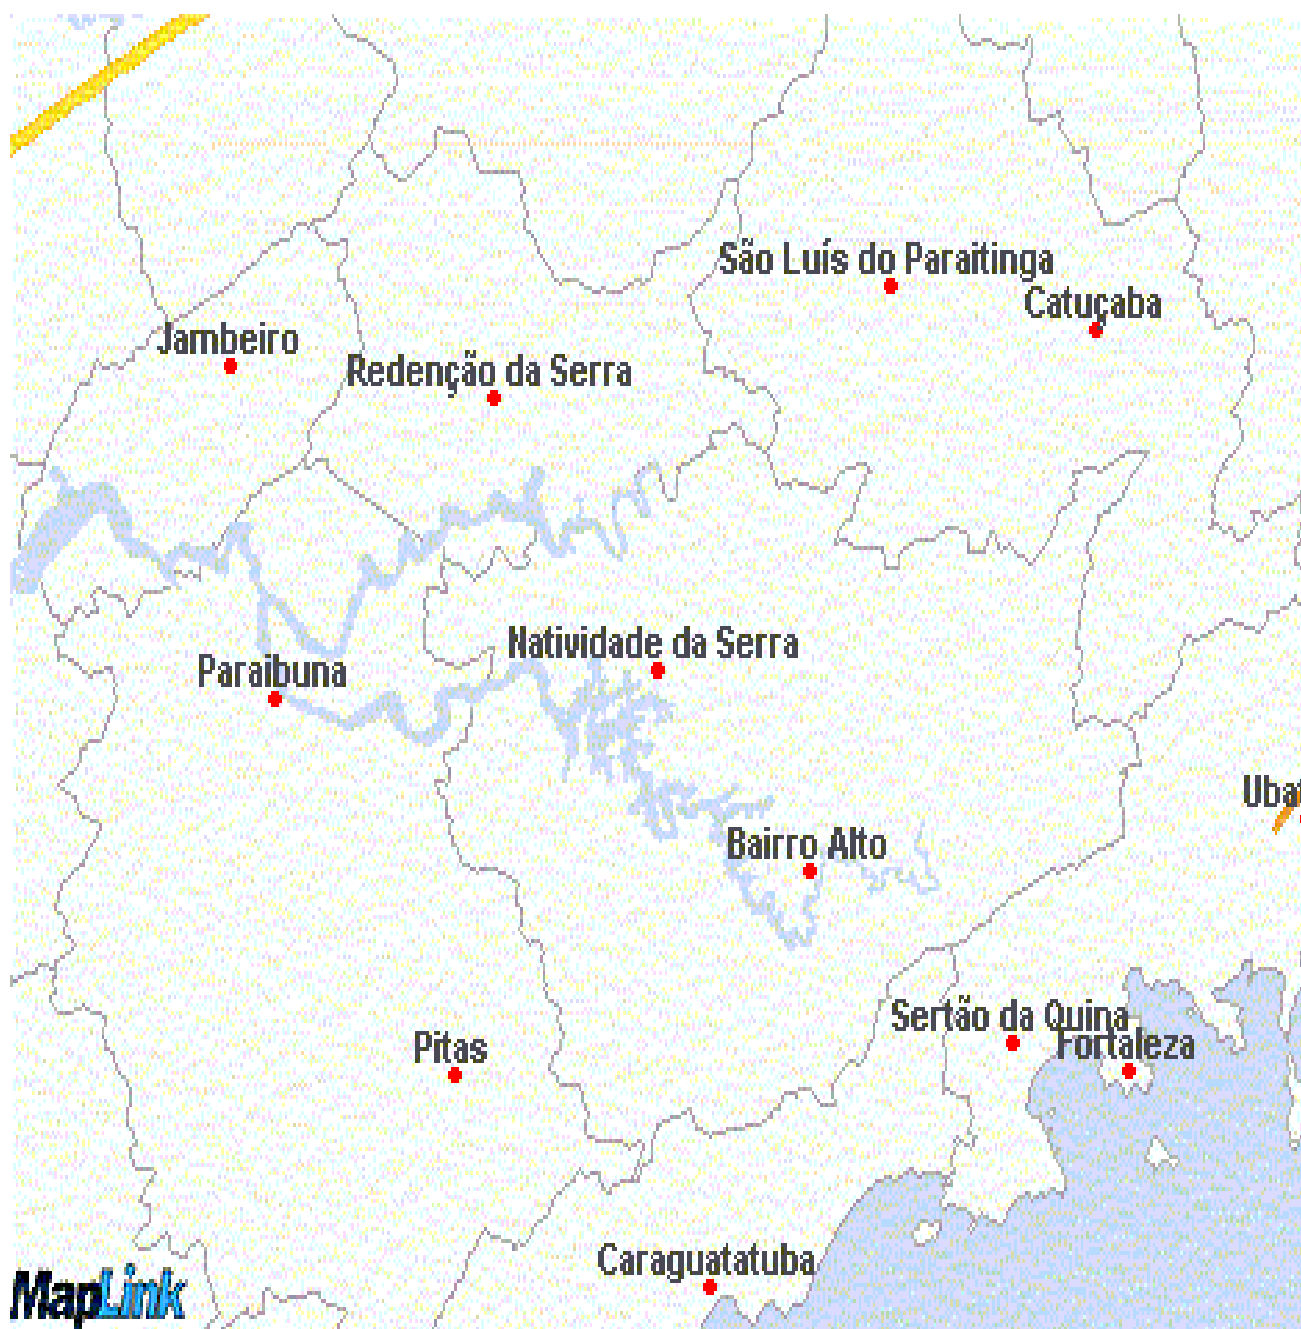 São Luís do Paraitinga
Catuçaba
Jambeiro
Redenção da Serra
Natividade da Serra
Paraibuna
Bairro Alto
Sertão da Quina
Fortaleza
Pitas
Caraguatatuba
MapLink